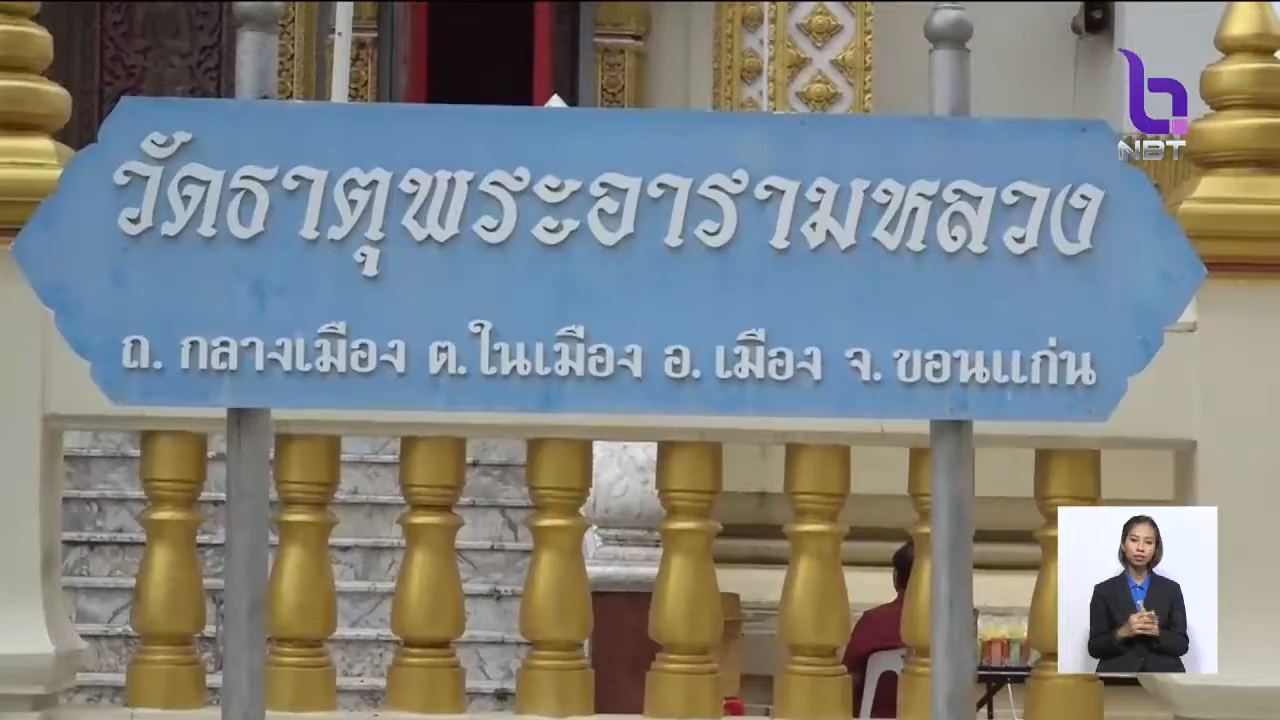 วัดธาตุพระอารามหลวง
ถ. กลางเมือง ต.ในเมือง อ. เมือง จ. ขอนแก่น
NBT